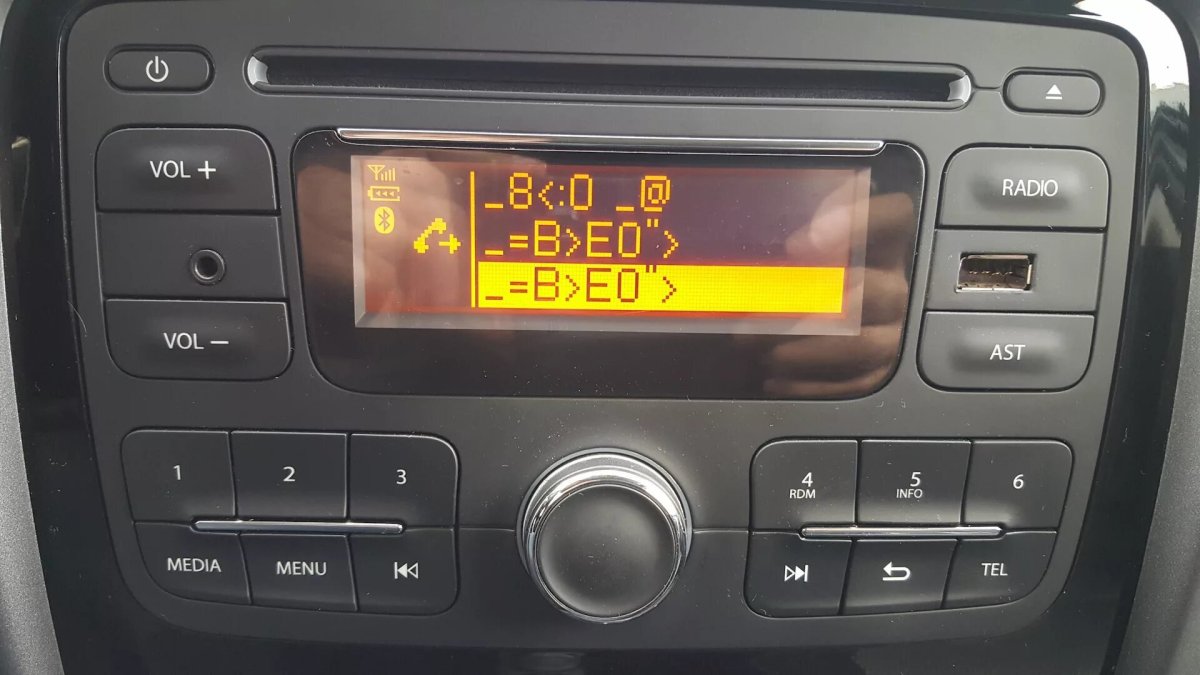 VOL +
_8<:0 _@
RADIO
_=B>E0">
_=B>E0">
VOL –
AST
1
2
3
4
RDM
5
INFO
6
MEDIA
MENU
TEL